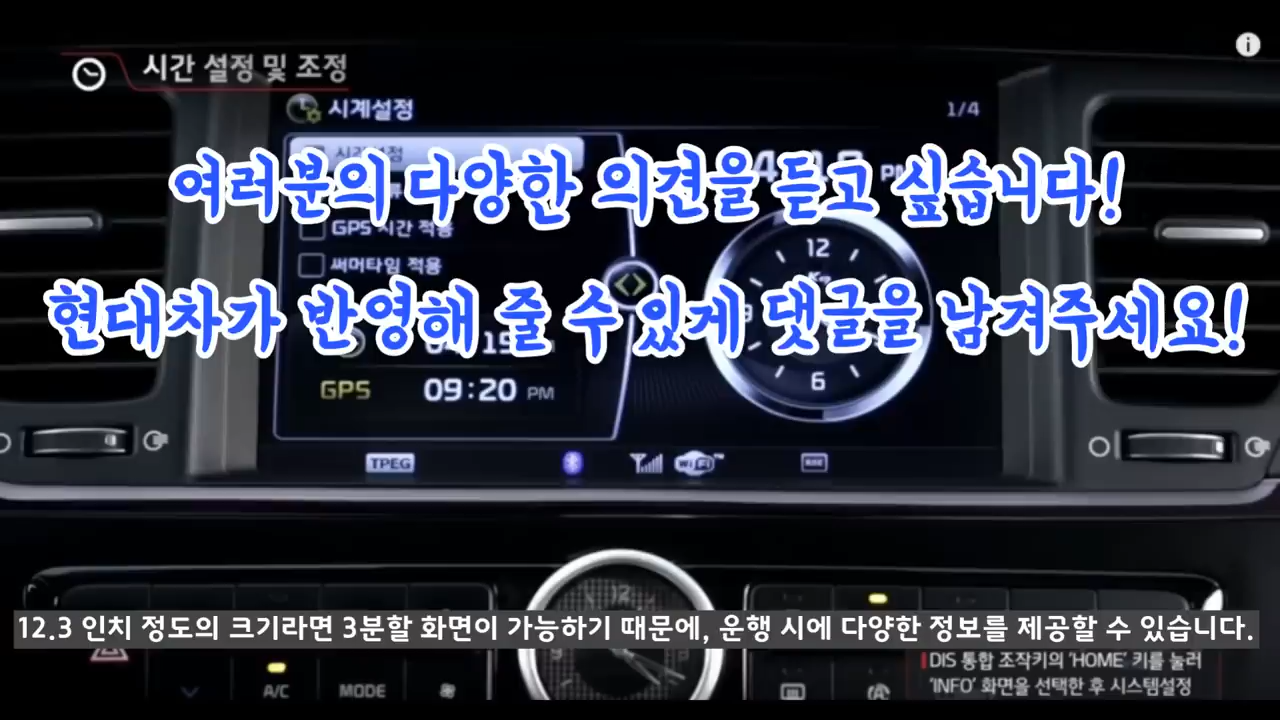 시간 설정 및 조정
시계설정
1/4
여러분의 다양한 의견을 듣고 싶습니다!
GPS 시간 적용
써머타임 적용
12
현대차가 반영해 줄 수 있게 댓글을 남겨주세요!
GPS 09:20 PM
6
TPEG
WiFi
RSE
12
12.3 인치 정도의 크기라면 3분할 화면이 가능하기 때문에, 운행 시에 다양한 정보를 제공할 수 있습니다.
DIS 통합 조작키의 'HOME' 키를 눌러
'INFO' 화면을 선택한 후 시스템설정
A/C
MODE